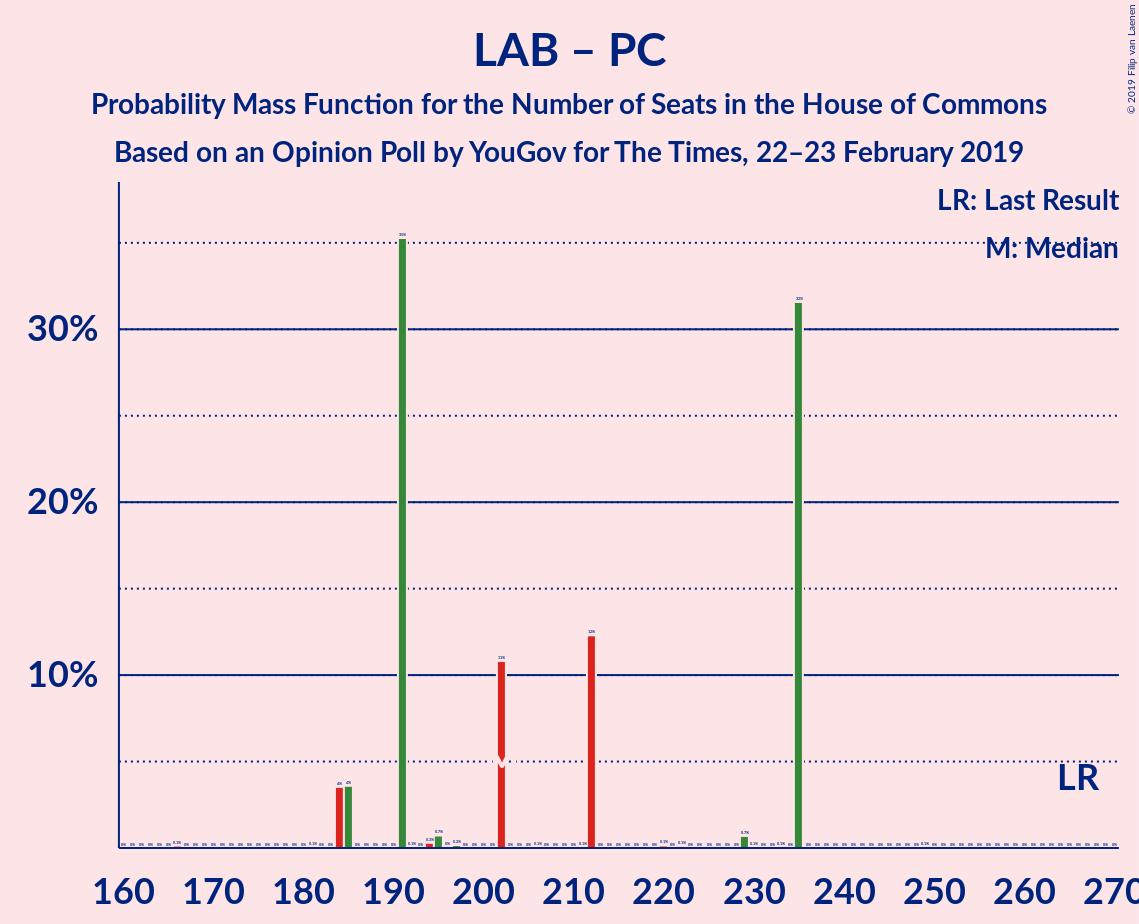 LAB – PC
Probability Mass Function for the Number of Seats in the House of Commons
Based on an Opinion Poll by YouGov for The Times, 22–23 February 2019
© 2019 Filip van Laenen
LR: Last Result
M: Median
30%
20%
10%
LR
160 170 180 190 200 210 220 230 240 250 260 270